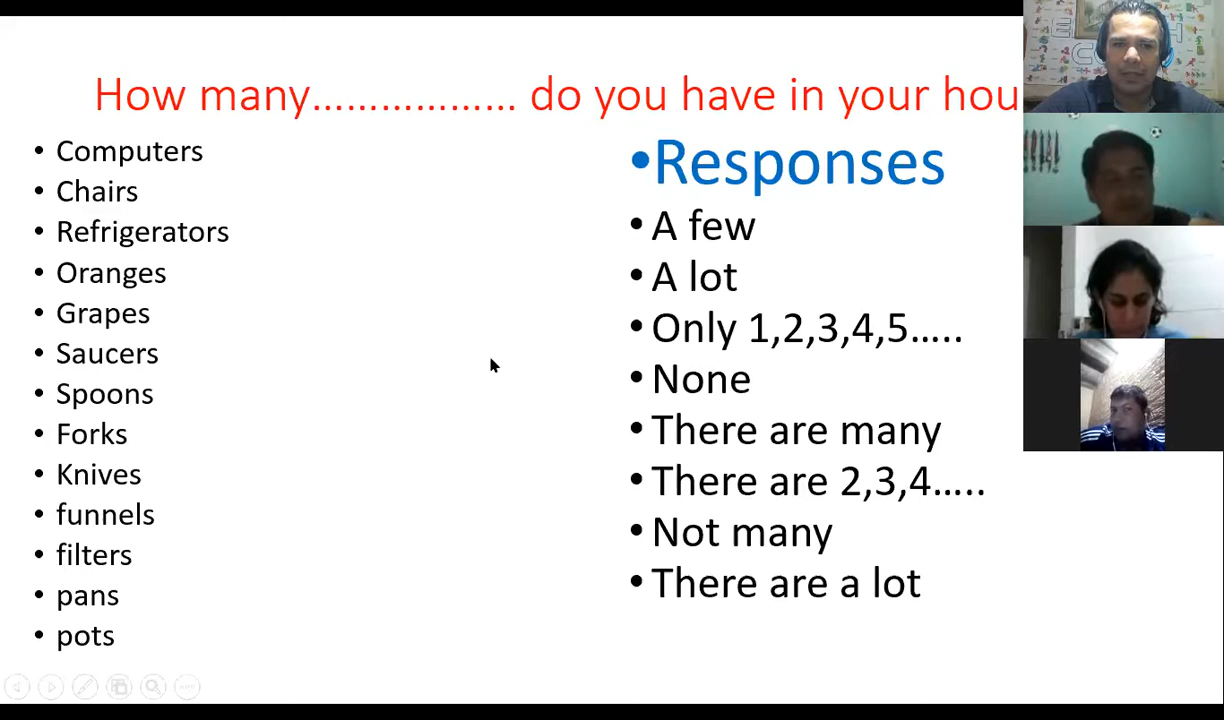 How many……………… do you have in your hou
Computers
Chairs
Refrigerators
Oranges
Grapes
Saucers
Spoons
Forks
Knives
funnels
filters
pans
pots
Responses
A few
A lot
Only 1,2,3,4,5…..
None
There are many
There are 2,3,4…..
Not many
There are a lot